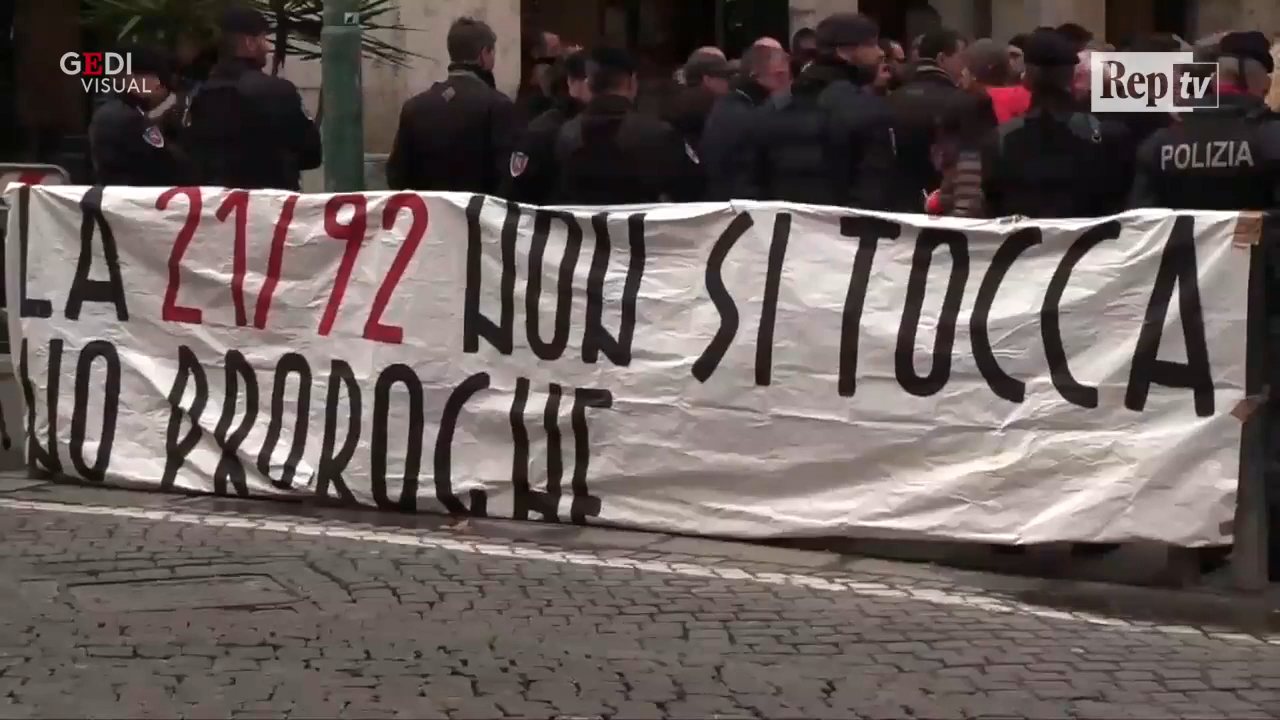 GEDI
VISUAL
Rep tv
POLIZIA
LA 21/92 NON SI TOCCA
NO PROROGHE